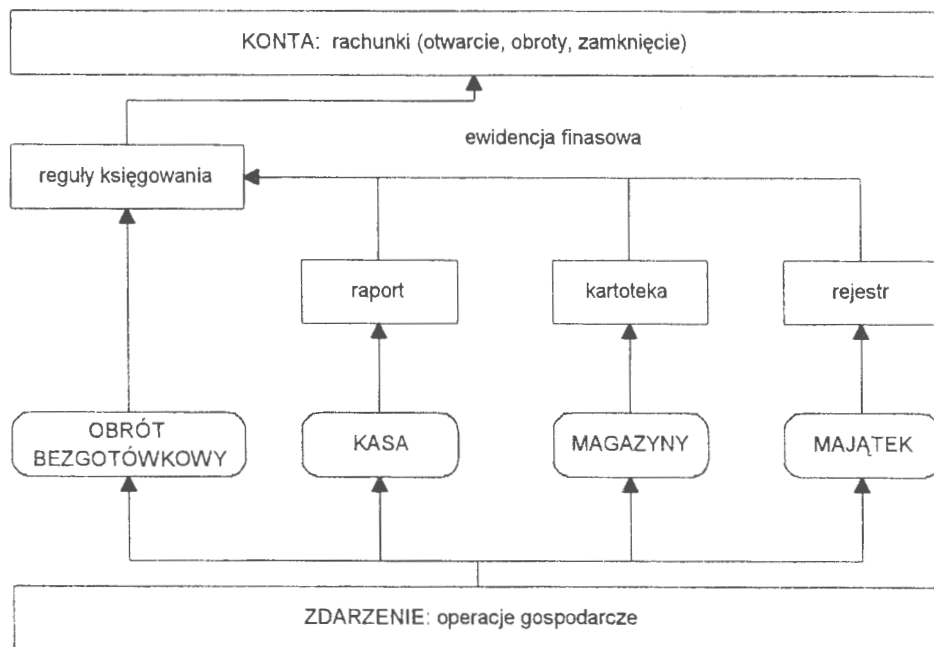 KONTA: rachunki (otwarcie, obroty, zamknięcie)
ewidencja finasowa
reguły księgowania
raport
kartoteka
rejestr
OBRÓT
BEZGOTÓWKOWY
KASA
MAGAZYNY
MAJĄTEK
ZDARZENIE: operacje gospodarcze